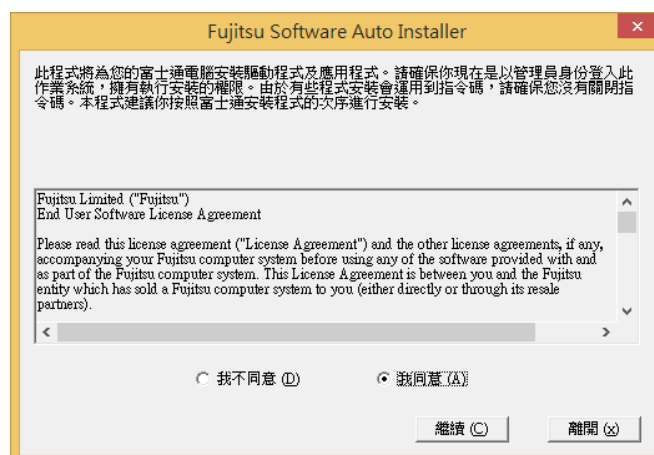 Fujitsu Software Auto Installer
此程式將為您的富士通電腦安裝驅動程式及應用程式。請確保你現在是以管理員身份登入此
作業系統，擁有執行安裝的權限。由於有些程式安裝會運用到指令碼，請確保您沒有關閉指
令碼。本程式建議你按照富士通安裝程式的次序進行安裝。
Fujitsu Limited ("Fujitsu")
End User Software License Agreement
Please read this license agreement ("License Agreement") and the other license agreements, if any,
accompanying your Fujitsu computer system before using any of the software provided with and
as part of the Fujitsu computer system. This License Agreement is between you and the Fujitsu
entity which has sold a Fujitsu computer system to you (either directly or through its resale
partners).
我不同意 (D) 我同意 (A)
繼續 (C) 離開 (x)